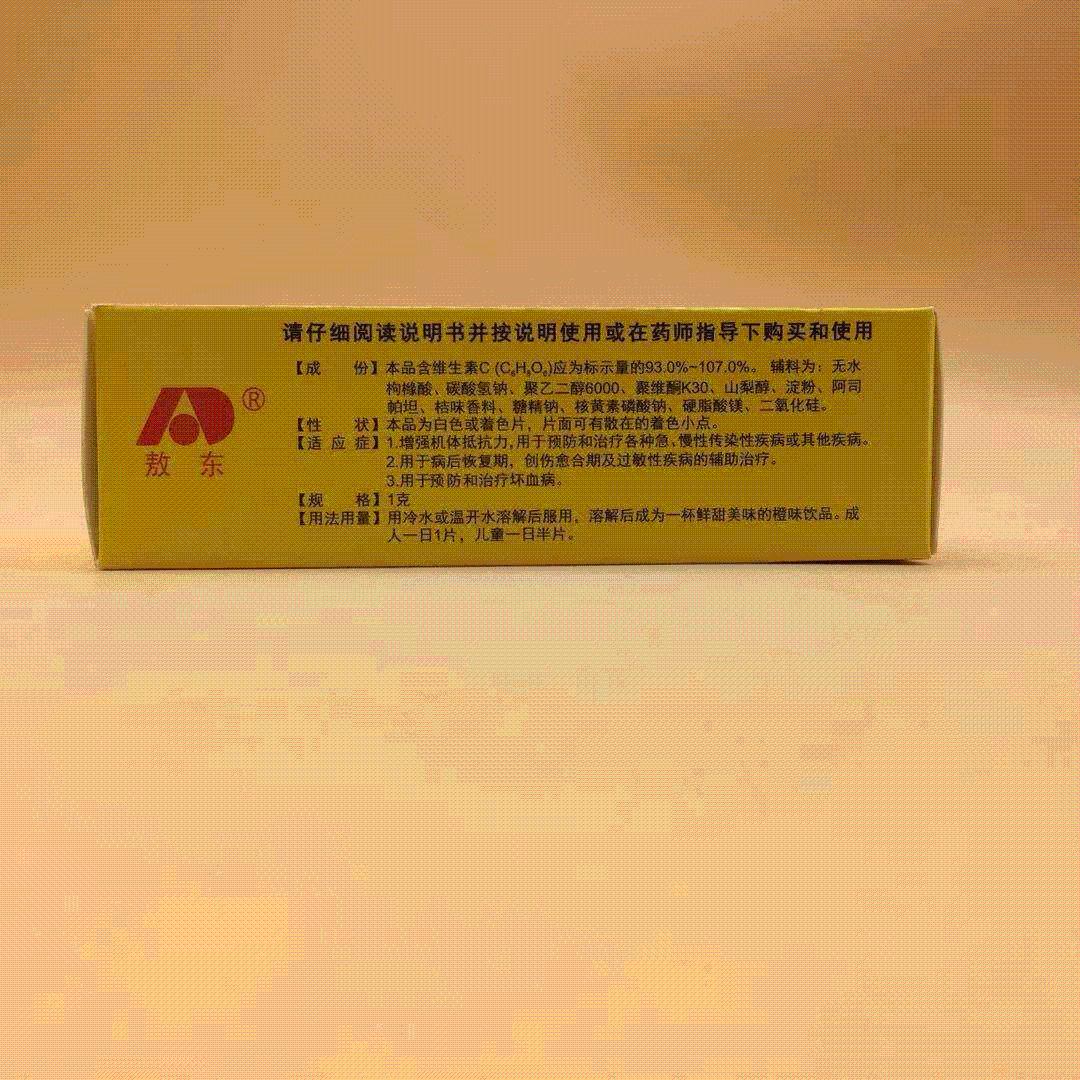 请仔细阅读说明书并按说明使用或在药师指导下购买和使用
【成 份】本品含维生素C (C₆H₈O₆)应为标示量的93.0%~107.0%。 辅料为：无水
枸橼酸、碳酸氢钠、聚乙二醇6000、聚维酮K30、山梨醇、淀粉、阿司
帕坦、桔味香料、糖精钠、核黄素磷酸钠、硬脂酸镁、二氧化硅。
【性 状】本品为白色或着色片，片面可有散在的着色小点。
【适 应 症】1.增强机体抵抗力,用于预防和治疗各种急、慢性传染性疾病或其他疾病。
2.用于病后恢复期，创伤愈合期及过敏性疾病的辅助治疗。
3.用于预防和治疗坏血病。
【规 格】1克
【用法用量】用冷水或温开水溶解后服用，溶解后成为一杯鲜甜美味的橙味饮品。成
人一日1片，儿童一日半片。
®
敖东